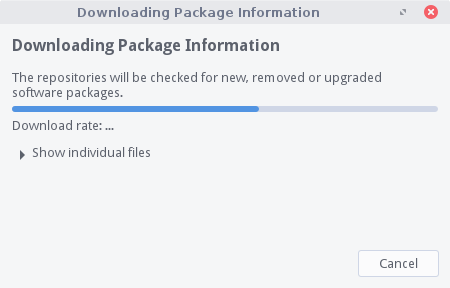 Downloading Package Information
Downloading Package Information
The repositories will be checked for new, removed or upgraded
software packages.
Download rate: ...
Show individual files
Cancel